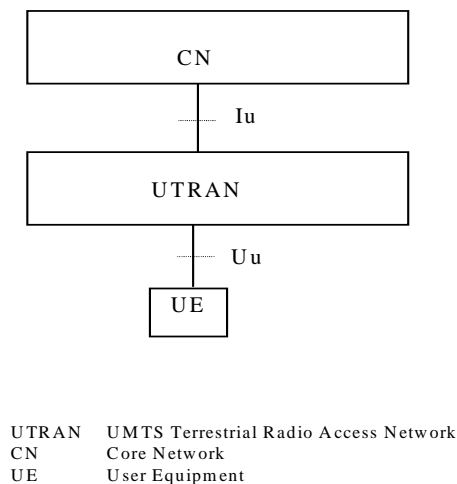 CN
Iu
UTRAN
Uu
UE
UTRAN UMTS Terrestrial Radio Access Network
CN Core Network
UE User Equipment